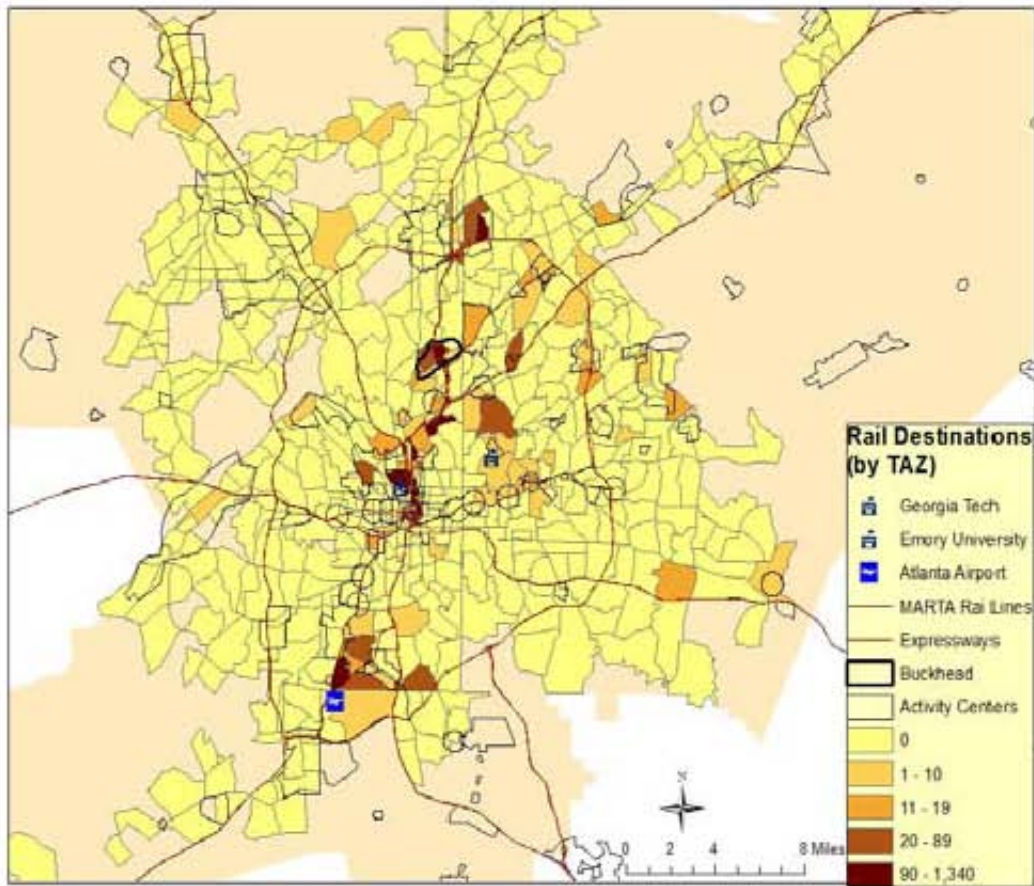 Rail Destinations
(by TAZ)
Georgia Tech
Emory University
Atlanta Airport
MARTA Rai Lines
Expressways
Buckhead
Activity Centers
0
1 - 10
11 - 19
20 - 89
90 - 1,340
N
0 2 4 8 Miles